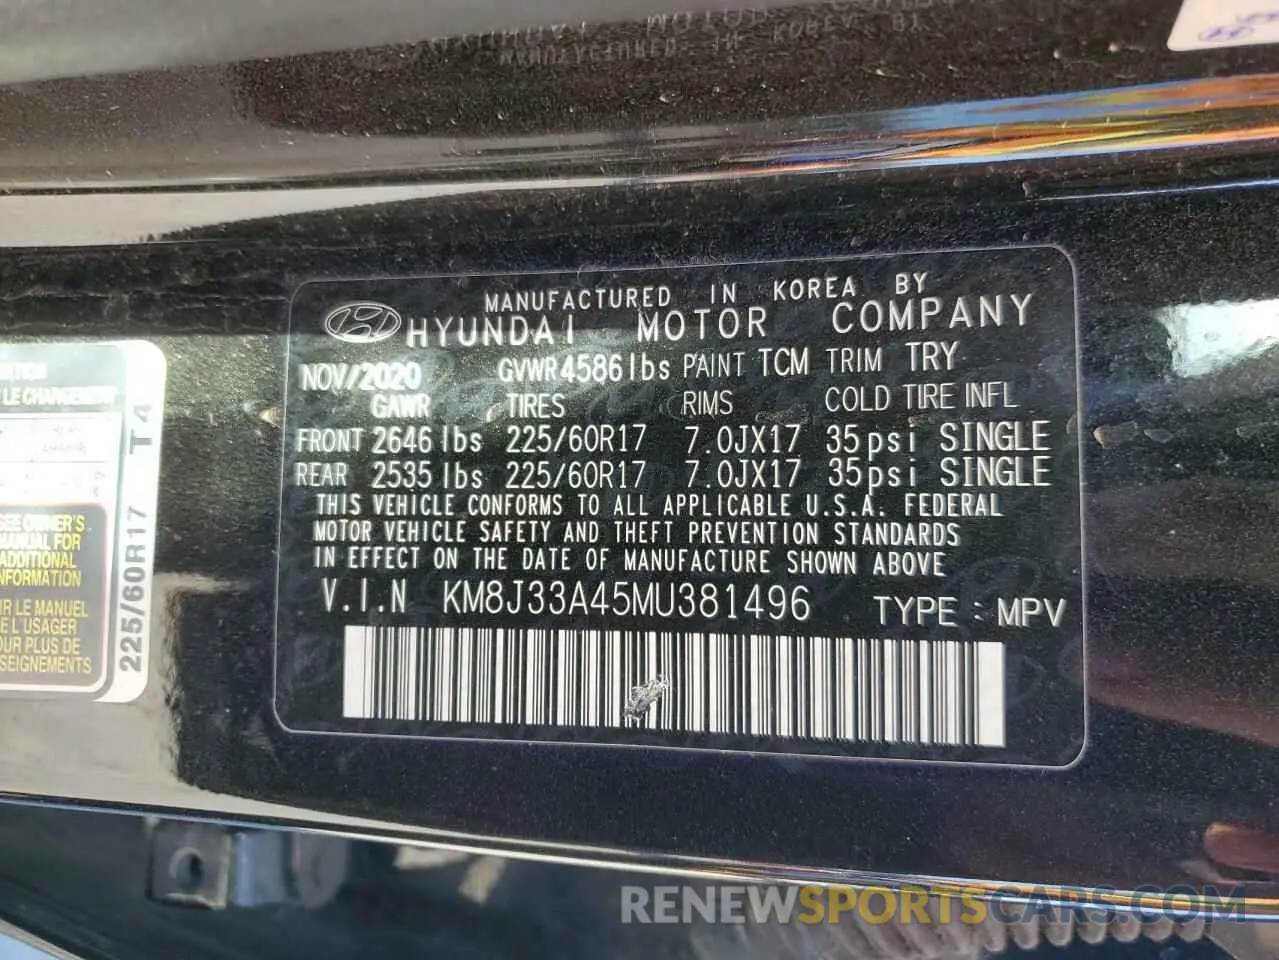 MANUFACTURED IN KOREA BY
HYUNDAI MOTOR COMPANY
NOV/2020 GVWR 4586 lbs PAINT TCM TRIM TRY
GAWR TIRES RIMS COLD TIRE INFL
FRONT 2646 lbs 225/60R17 7.0JX17 35psi SINGLE
REAR 2535 lbs 225/60R17 7.0JX17 35psi SINGLE
THIS VEHICLE CONFORMS TO ALL APPLICABLE U.S.A. FEDERAL
MOTOR VEHICLE SAFETY AND THEFT PREVENTION STANDARDS
IN EFFECT ON THE DATE OF MANUFACTURE SHOWN ABOVE
V.I.N KM8J33A45MU381496 TYPE : MPV
LE CHANGEMENT
SEE OWNER'S
MANUAL FOR
ADDITIONAL
INFORMATION
LE MANUEL
L'USAGER
PLUS DE
225/60R17 T4
RENEWSPORTSCARS.COM